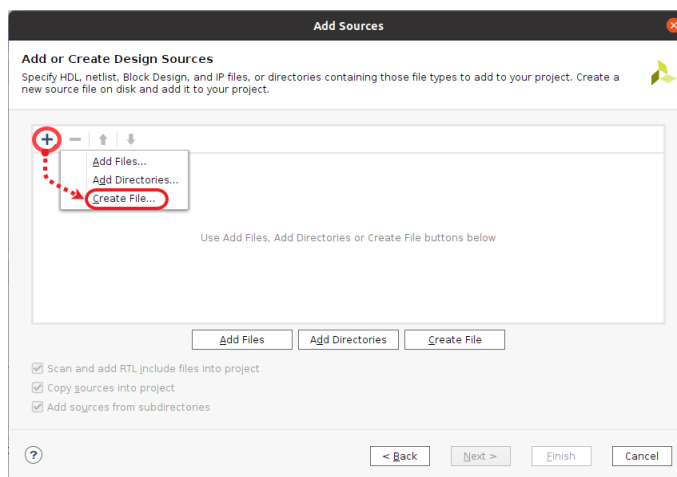 Add Sources
Add or Create Design Sources
Specify HDL, netlist, Block Design, and IP files, or directories containing those file types to add to your project. Create a
new source file on disk and add it to your project.
Add Files...
Add Directories...
Create File...
Use Add Files, Add Directories or Create File buttons below
Add Files
Add Directories
Create File
Scan and add RTL include files into project
Copy sources into project
Add sources from subdirectories
?
< Back
Next >
Finish
Cancel